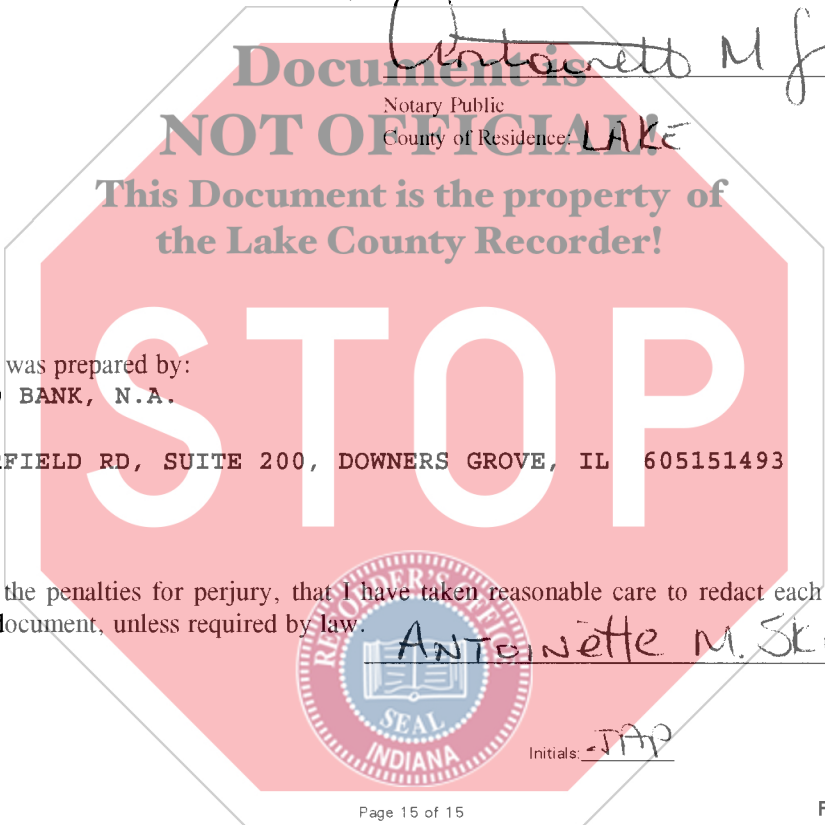 Antoinette M
Document is
Notary Public
NOT OFFICIAL!
County of Residence: LAKE
This Document is the property of
the Lake County Recorder!
STOP
was prepared by:
BANK, N.A.
RFIELD RD, SUITE 200, DOWNERS GROVE, IL 605151493
the penalties for perjury, that I have taken reasonable care to redact each
document, unless required by law.
ANTOINETTE M. SK
RECORDER'S OFFICE
SEAL
INDIANA
Initials: JAP
Page 15 of 15
F